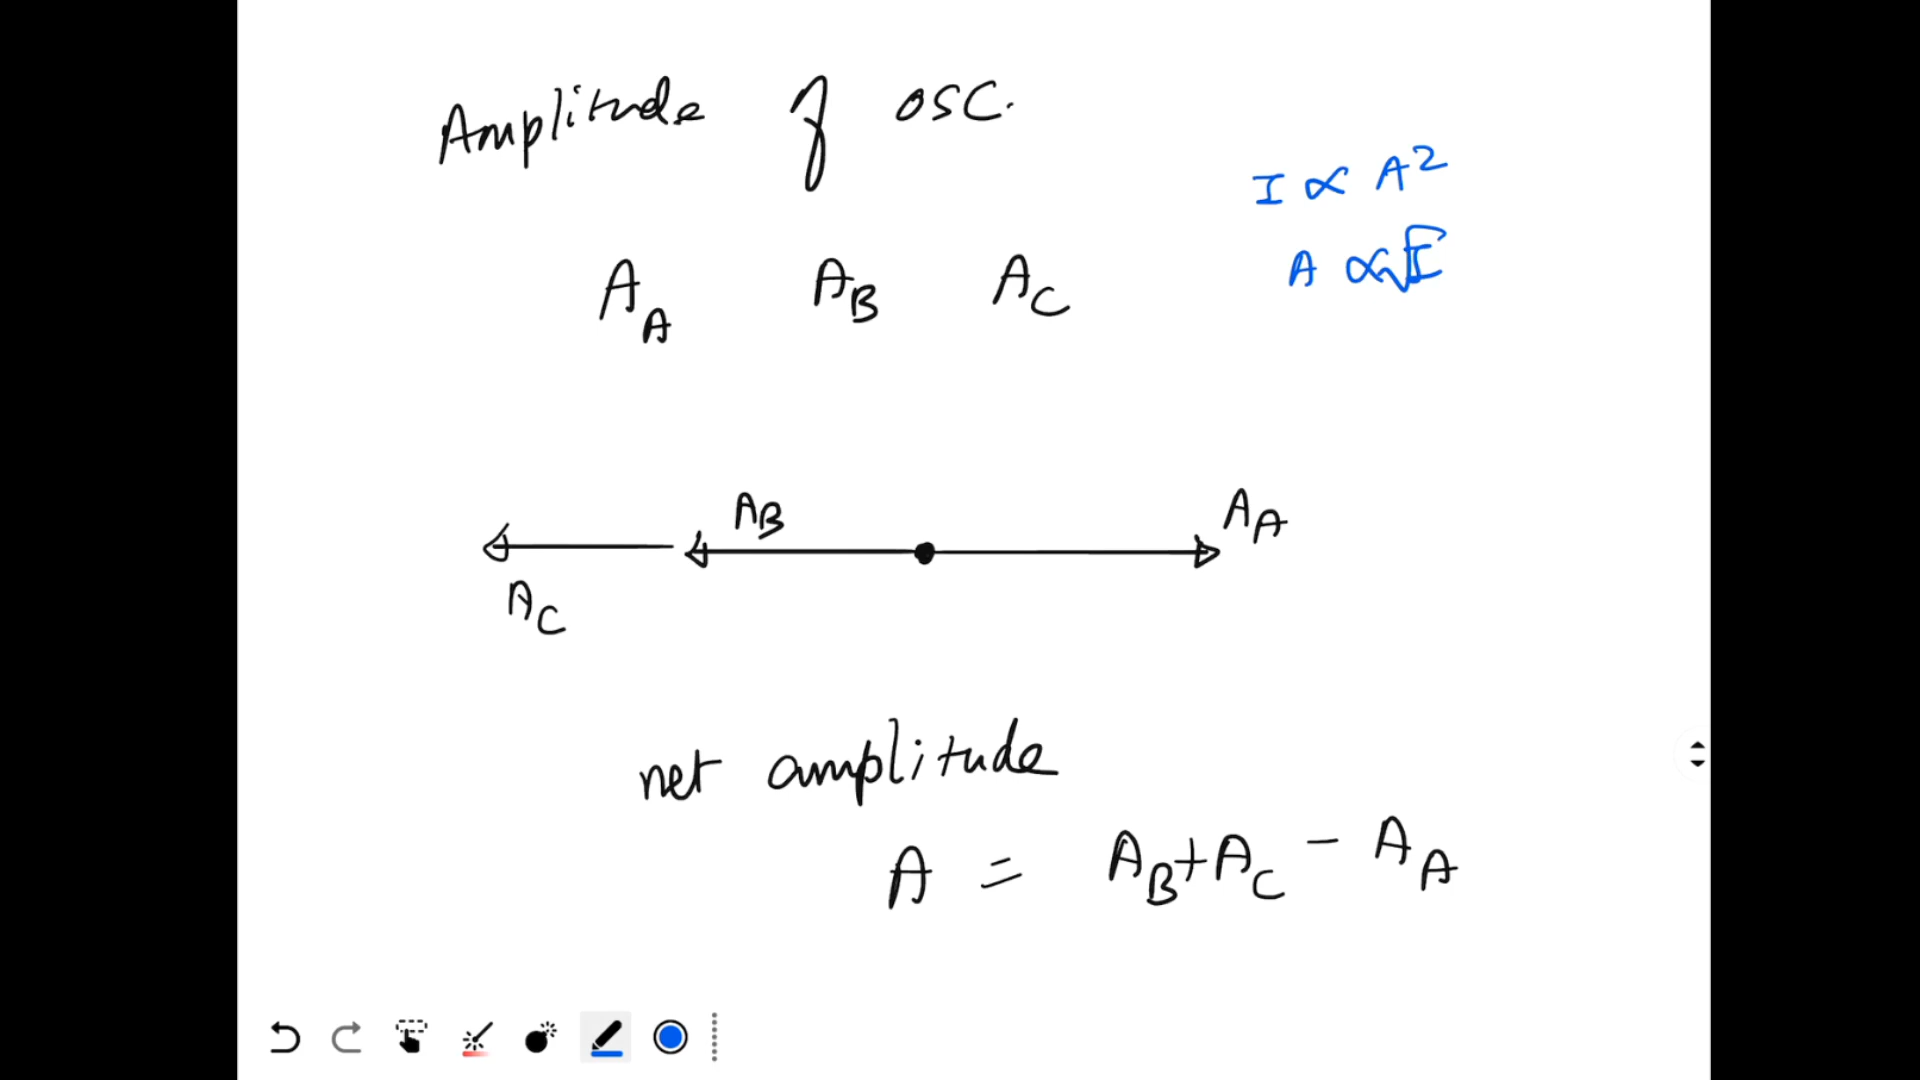 Amplitude of osc.
I ∝ A²
A ∝ √I
A_A A_B A_C
A_B A_A
A_C
net amplitude
A = A_B + A_C - A_A